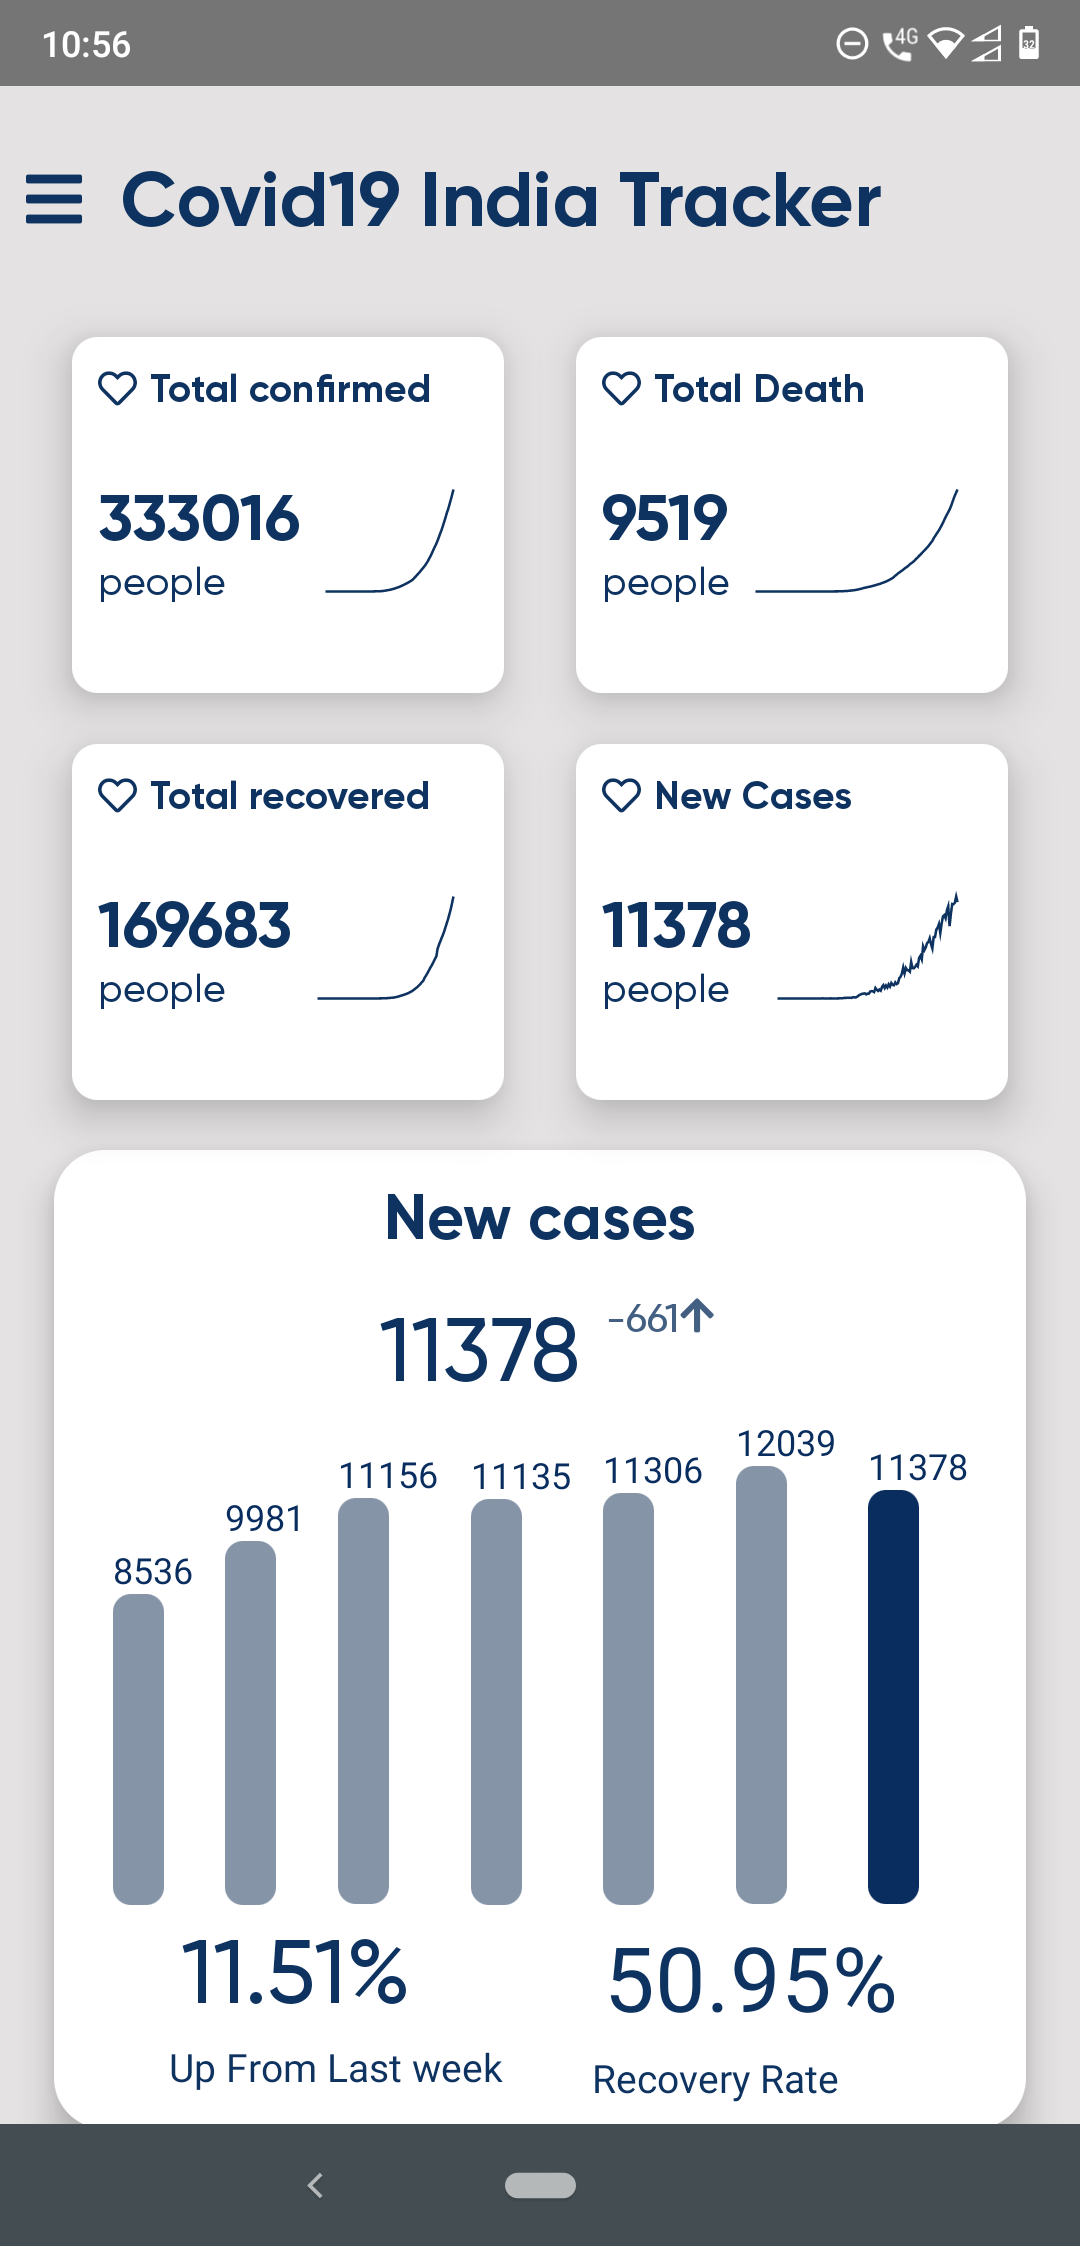 10:56
4G
32
Covid19 India Tracker
Total confirmed
333016
people
Total Death
9519
people
Total recovered
169683
people
New Cases
11378
people
New cases
11378 -661
8536 9981 11156 11135 11306 12039 11378
11.51%
Up From Last week
50.95%
Recovery Rate